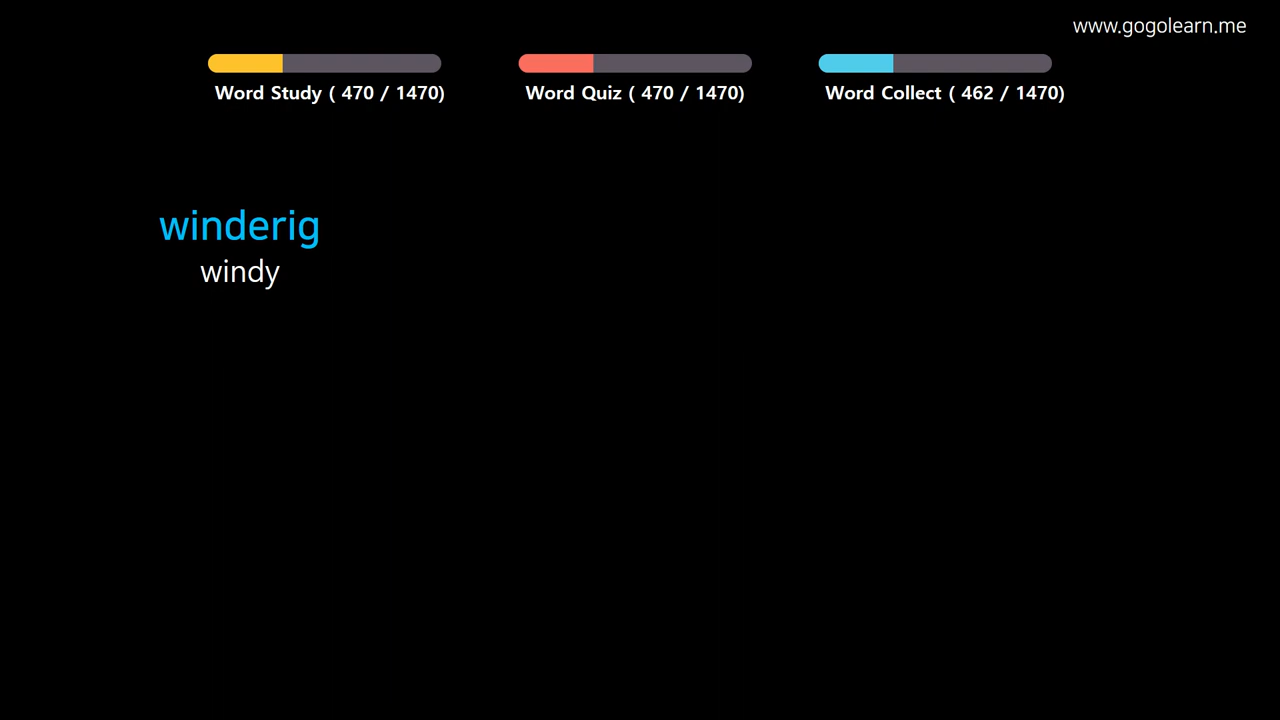 www.gogolearn.me
Word Study ( 470 / 1470)
Word Quiz ( 470 / 1470)
Word Collect ( 462 / 1470)
winderig
windy